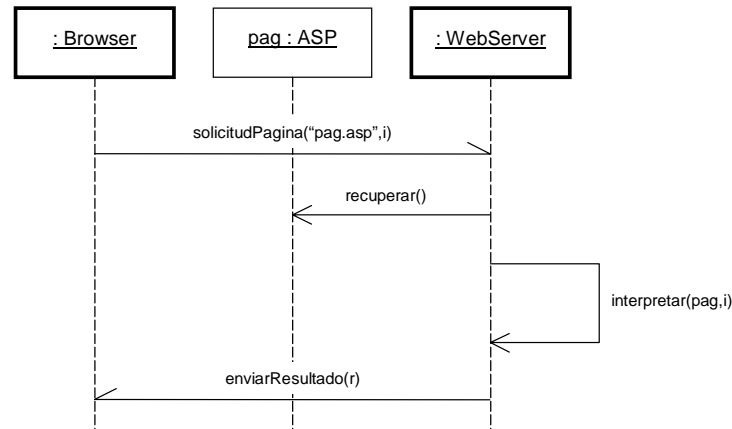 : Browser
pag : ASP
: WebServer
solicitudPagina(“pag.asp”,i)
recuperar()
interpretar(pag,i)
enviarResultado(r)